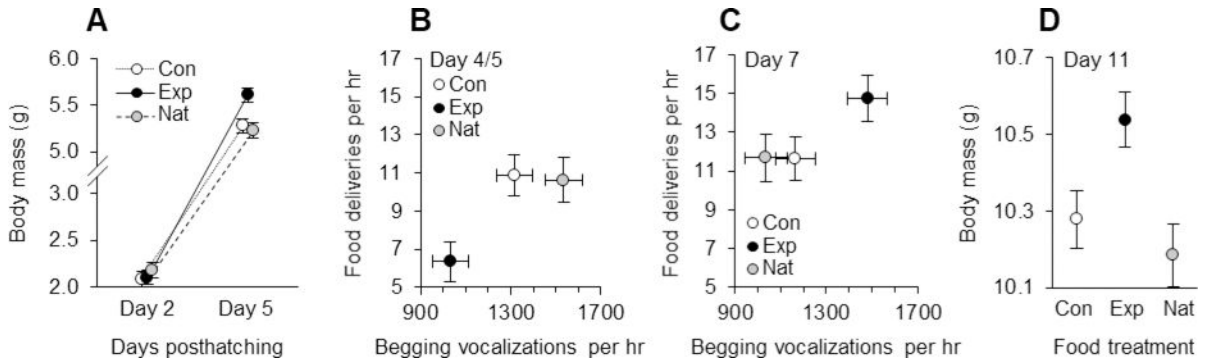 A
Body mass (g)
6.0
5.5
5.0
2.5
2.0
Con
Exp
Nat
Day 2 Day 5
Days posthatching
B
Food deliveries per hr
17
15
13
11
9
7
5
Day 4/5
Con
Exp
Nat
900 1300 1700
Begging vocalizations per hr
C
Food deliveries per hr
17
15
13
11
9
7
5
Day 7
Con
Exp
Nat
900 1300 1700
Begging vocalizations per hr
D
Body mass (g)
10.7
10.5
10.3
10.1
Day 11
Con Exp Nat
Food treatment